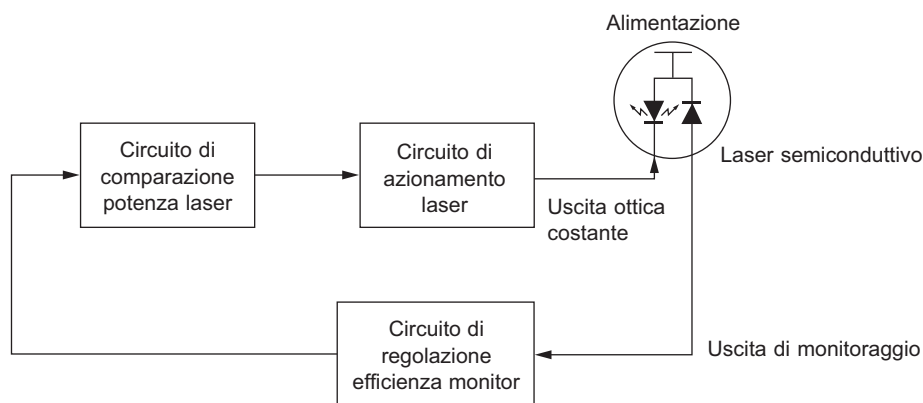 Alimentazione
Circuito di
comparazione
potenza laser
Circuito di
azionamento
laser
Laser semiconduttivo
Uscita ottica
costante
Circuito di
regolazione
efficienza monitor
Uscita di monitoraggio